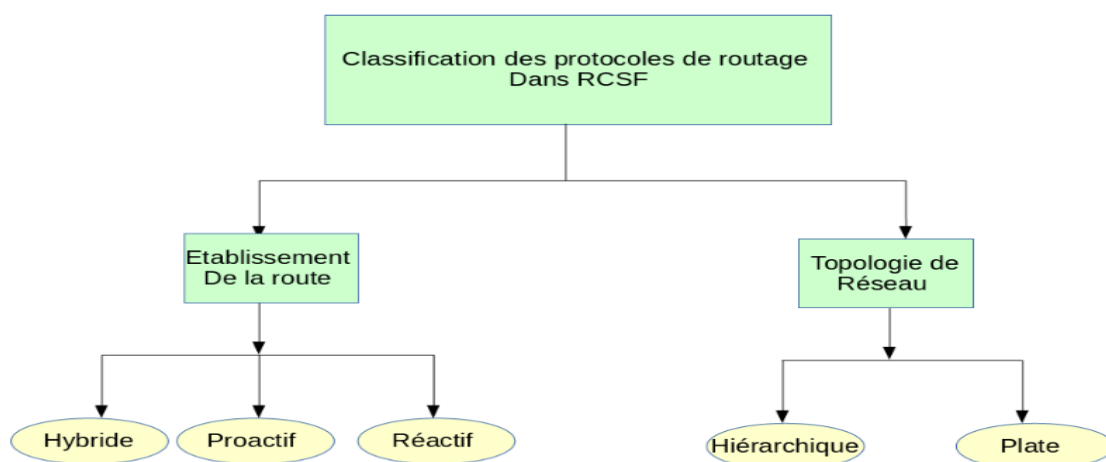 Classification des protocoles de routage
Dans RCSF
Etablissement
De la route
Topologie de
Réseau
Hybride
Proactif
Réactif
Hiérarchique
Plate